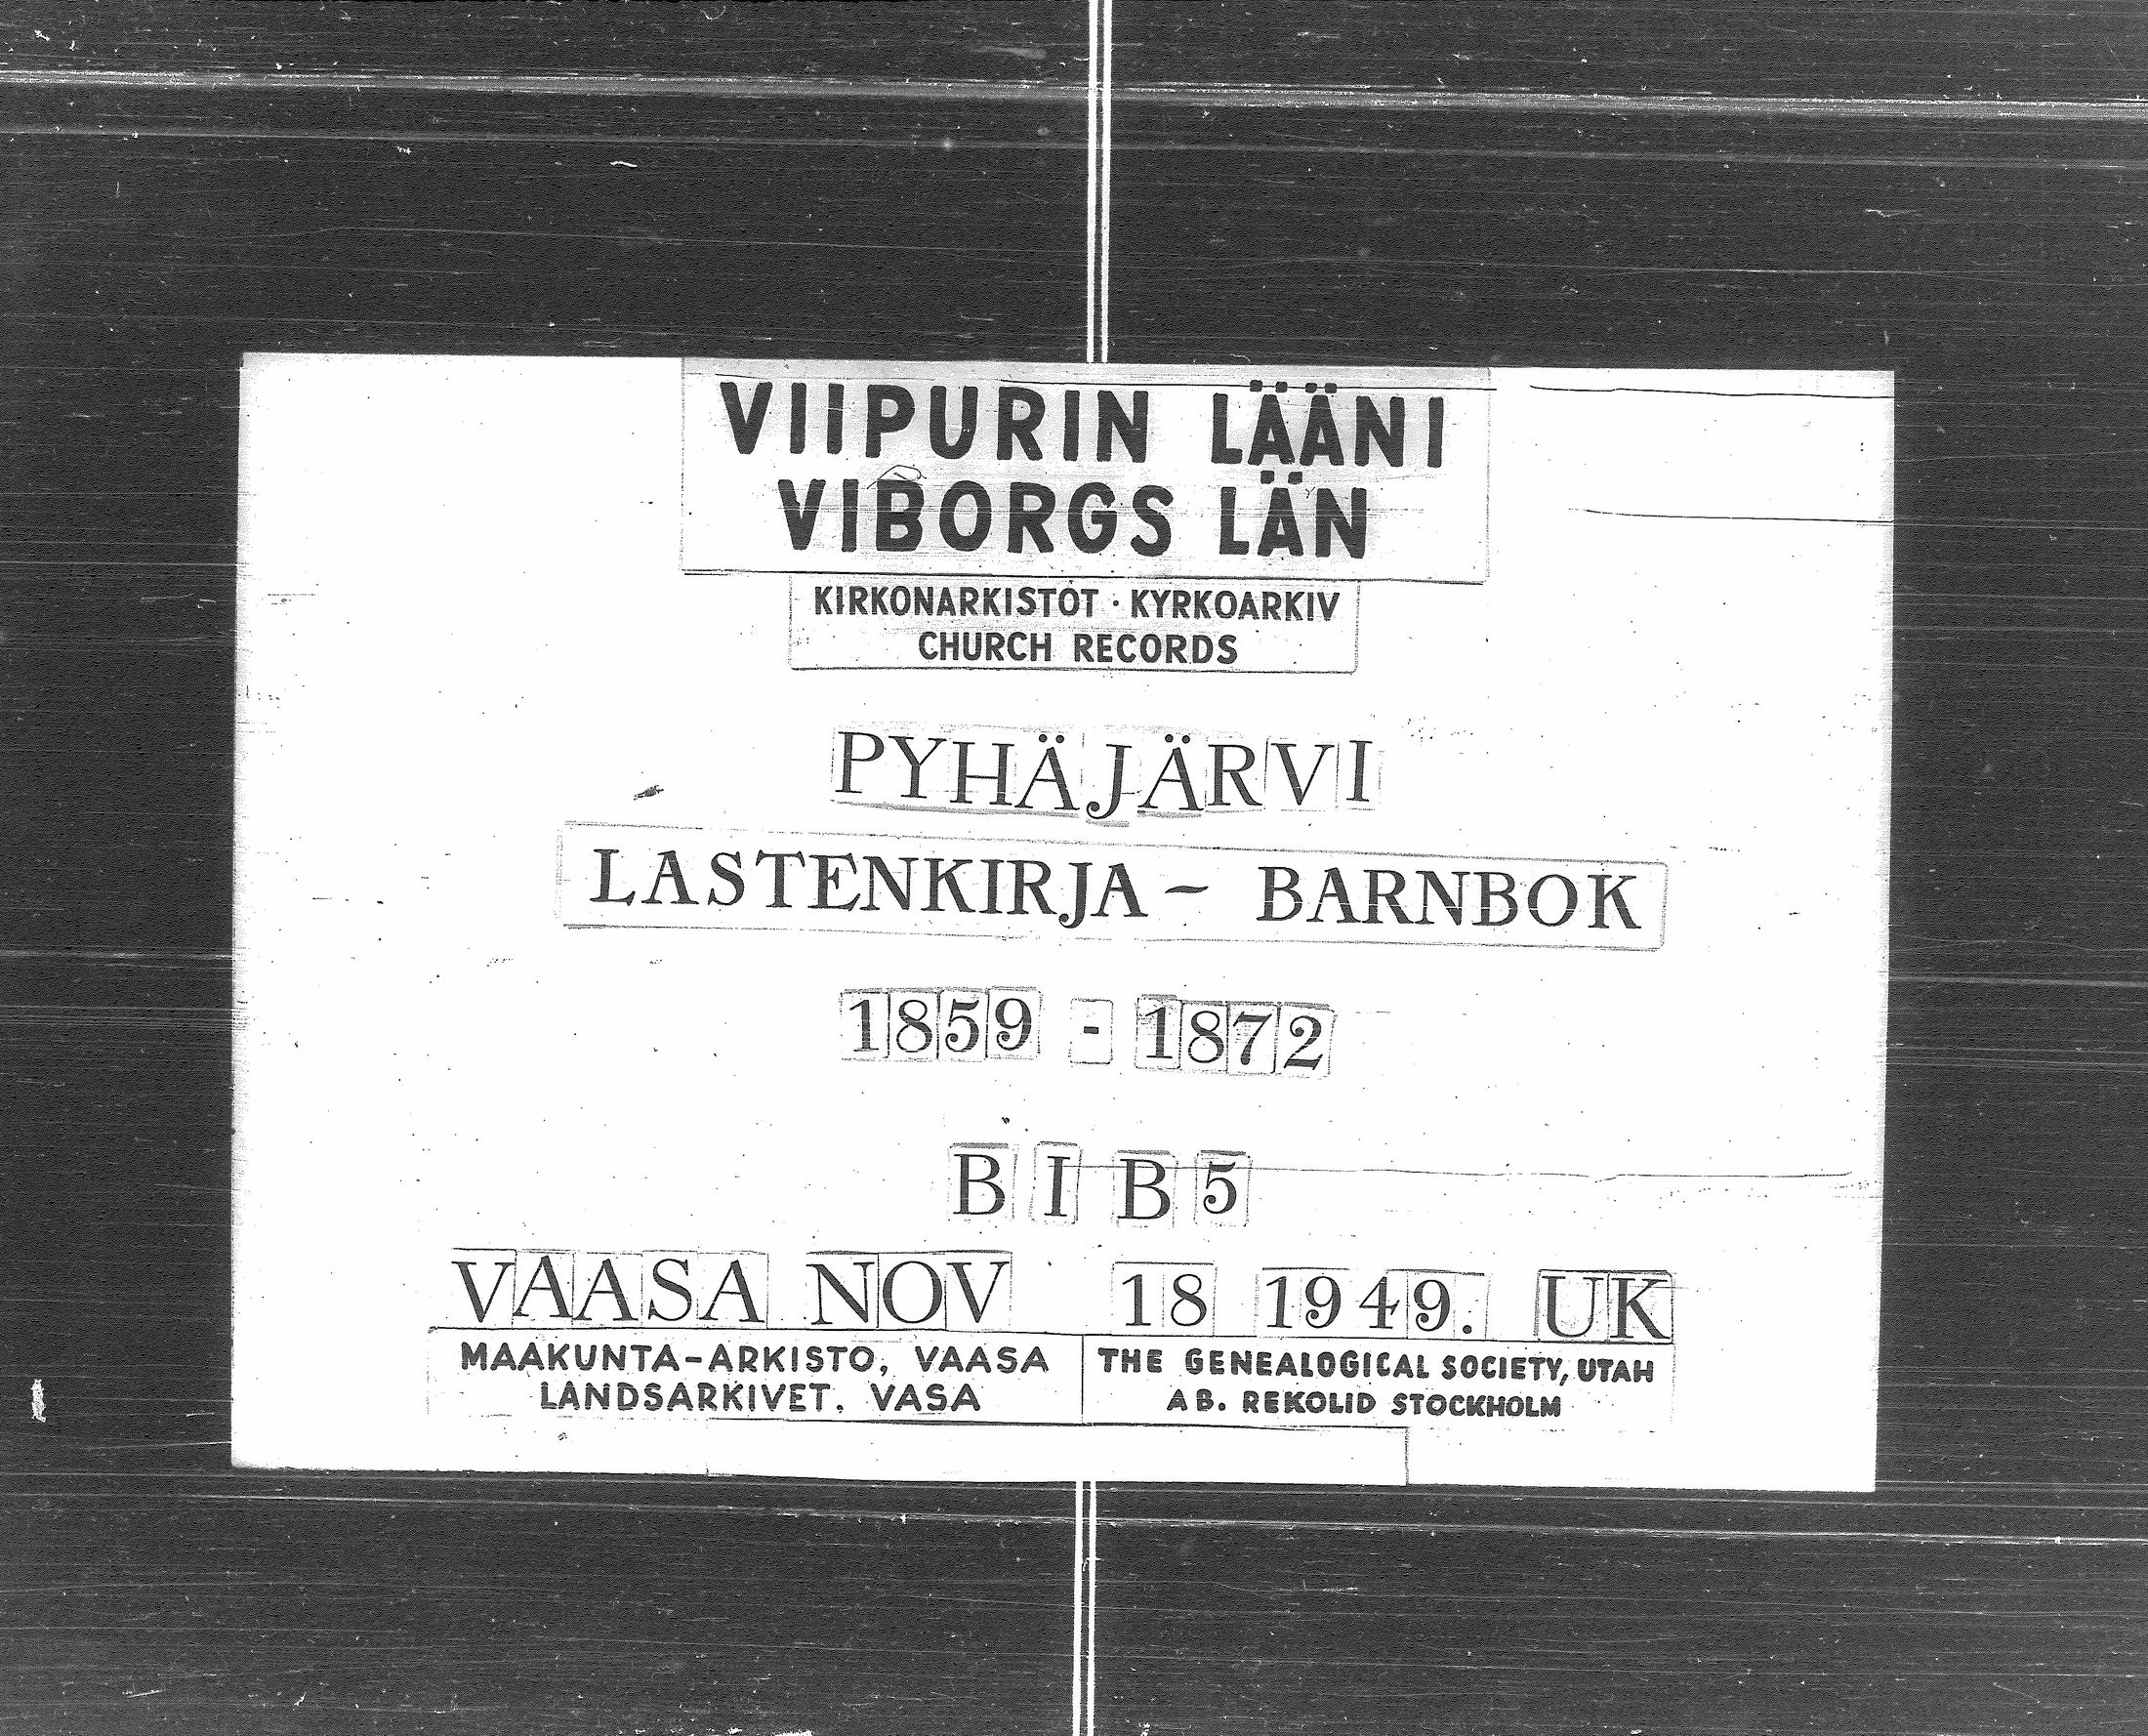 VIIPURIN LÄÄNI
VIBORGS LÄN
KIRKONARKISTOT · KYRKOARKIV
CHURCH RECORDS
PYHÄJÄRVI
LASTENKIRJA - BARNBOK
1859 - 1872
B I B 5
VAASA NOV 18 1949. UK
MAAKUNTA-ARKISTO, VAASA
LANDSARKIVET. VASA
THE GENEALOGICAL SOCIETY, UTAH
AB. REKOLID STOCKHOLM